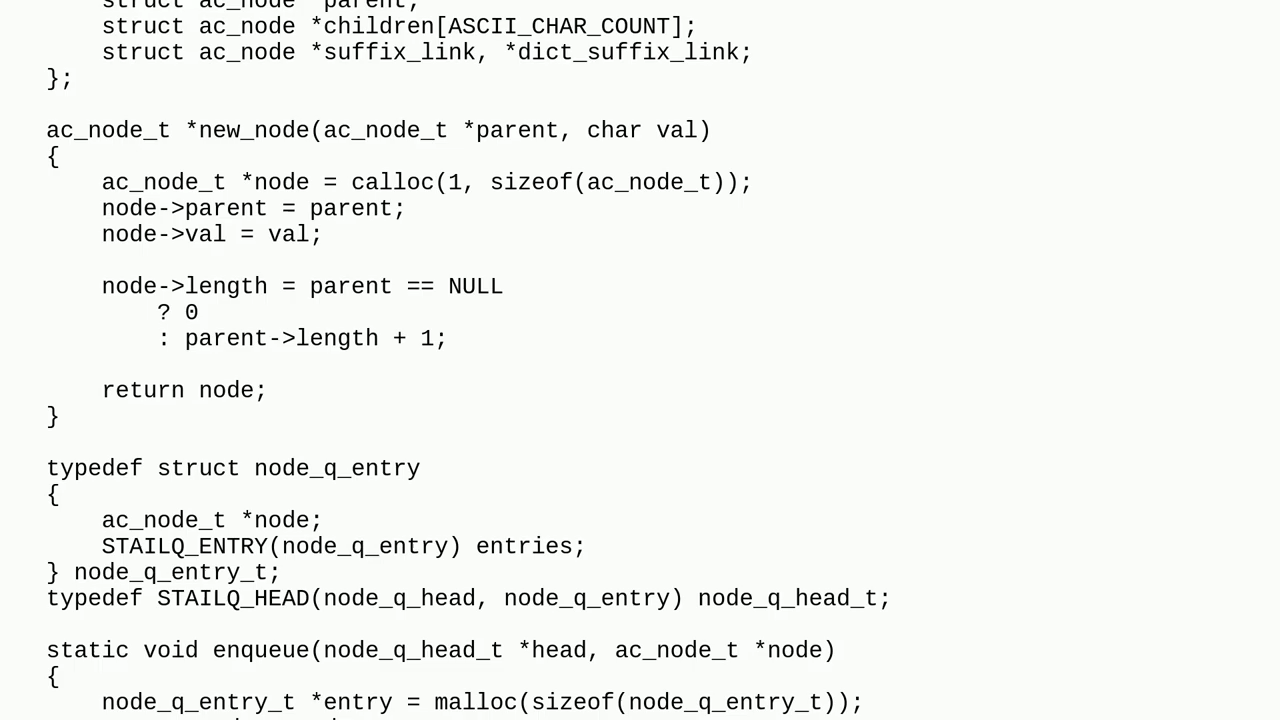 struct ac_node *parent;
struct ac_node *children[ASCII_CHAR_COUNT];
struct ac_node *suffix_link, *dict_suffix_link;
};

ac_node_t *new_node(ac_node_t *parent, char val)
{
    ac_node_t *node = calloc(1, sizeof(ac_node_t));
    node->parent = parent;
    node->val = val;

    node->length = parent == NULL
        ? 0
        : parent->length + 1;

    return node;
}

typedef struct node_q_entry
{
    ac_node_t *node;
    STAILQ_ENTRY(node_q_entry) entries;
} node_q_entry_t;
typedef STAILQ_HEAD(node_q_head, node_q_entry) node_q_head_t;

static void enqueue(node_q_head_t *head, ac_node_t *node)
{
    node_q_entry_t *entry = malloc(sizeof(node_q_entry_t));